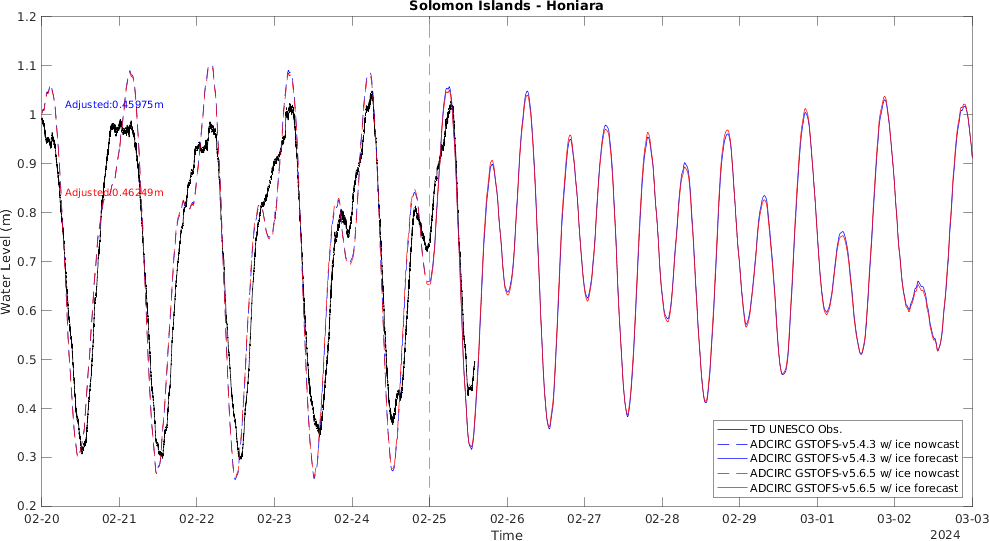 Solomon Islands - Honiara
Water Level (m)
1.2
1.1
1
0.9
0.8
0.7
0.6
0.5
0.4
0.3
0.2
Adjusted:0.45975m
Adjusted:0.46249m
TD UNESCO Obs.
ADCIRC GSTOFS-v5.4.3 w/ ice nowcast
ADCIRC GSTOFS-v5.4.3 w/ ice forecast
ADCIRC GSTOFS-v5.6.5 w/ ice nowcast
ADCIRC GSTOFS-v5.6.5 w/ ice forecast
02-20 02-21 02-22 02-23 02-24 02-25 02-26 02-27 02-28 02-29 03-01 03-02 03-03
Time
2024